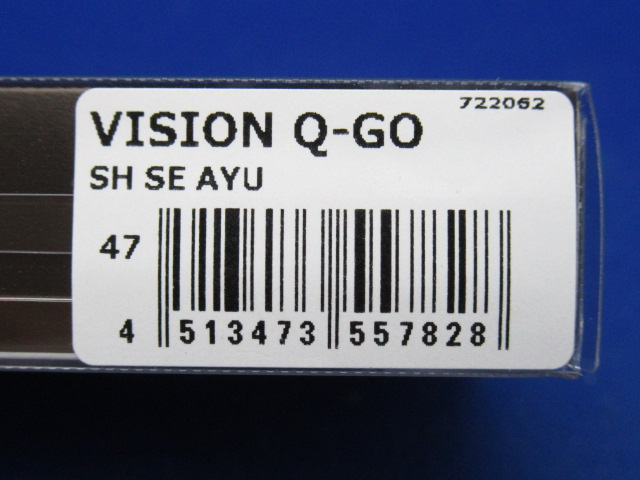 722062
VISION Q-GO
SH SE AYU
47
4 513473 557828